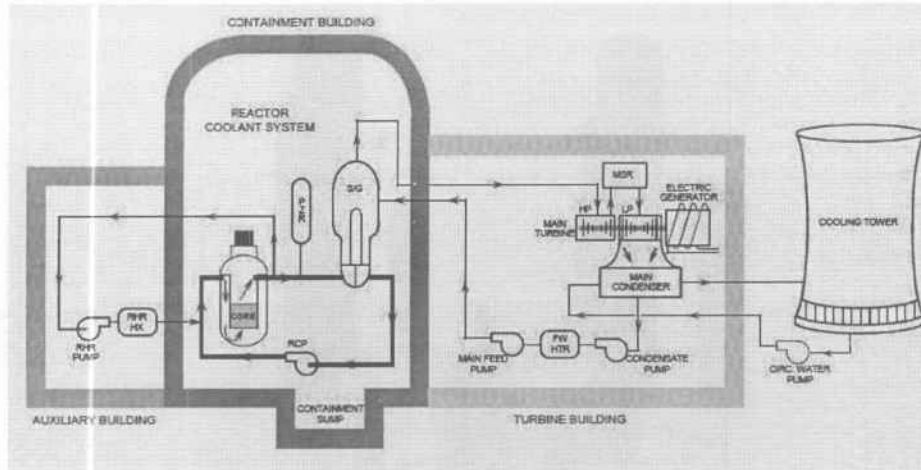 CONTAINMENT BUILDING
REACTOR
COOLANT SYSTEM
PZR
S/G
CORE
RCP
RHR
HX
RHR
PUMP
AUXILIARY BUILDING
CONTAINMENT
SUMP
MSR
ELECTRIC
GENERATOR
HP
LP
MAIN
TURBINE
MAIN
CONDENSER
COOLING TOWER
MAIN FEED
PUMP
FW
HTR
CONDENSATE
PUMP
CIRC. WATER
PUMP
TURBINE BUILDING